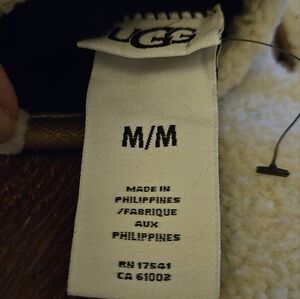 UGG
M/M
MADE IN
PHILIPPINES
/FABRIQUE
AUX
PHILIPPINES
RN 17541
CA 61002